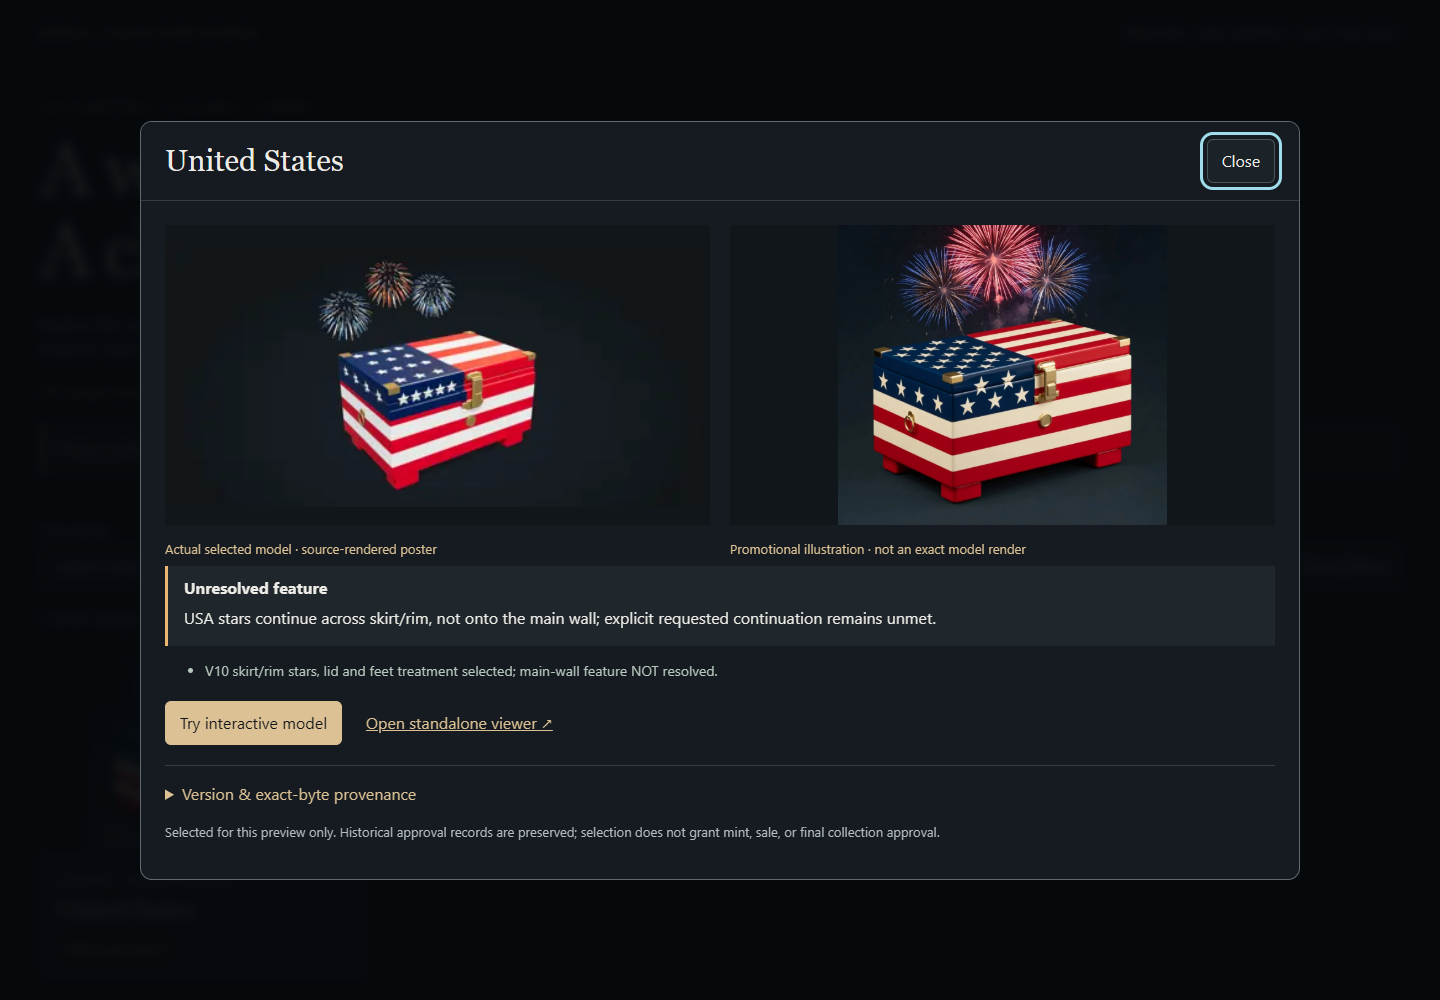 United States
Close
Actual selected model · source-rendered poster
Promotional illustration · not an exact model render
Unresolved feature
USA stars continue across skirt/rim, not onto the main wall; explicit requested continuation remains unmet.
• V10 skirt/rim stars, lid and feet treatment selected; main-wall feature NOT resolved.
Try interactive model
Open standalone viewer ↗
▶ Version & exact-byte provenance
Selected for this preview only. Historical approval records are preserved; selection does not grant mint, sale, or final collection approval.